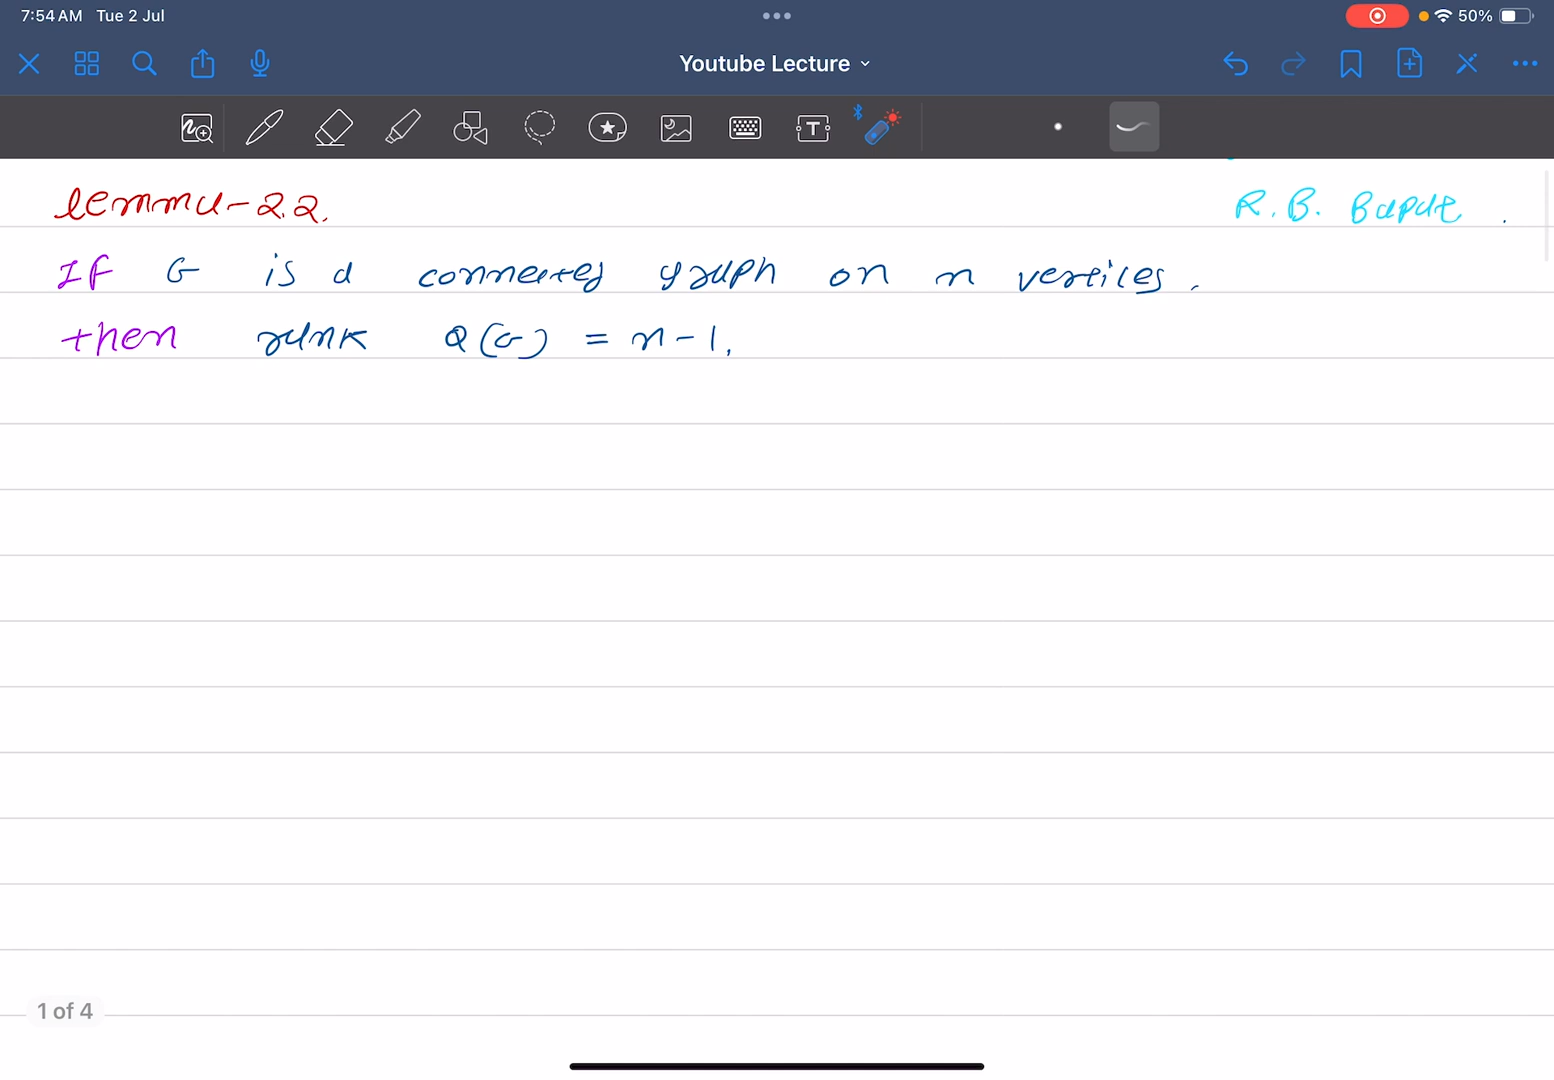 7:54 AM Tue 2 Jul
50%
Youtube Lecture
T
lemma-2.2.
R. B. Bapat.
If G is a connected graph on n vertices.
then rank Q(G) = n-1.
1 of 4